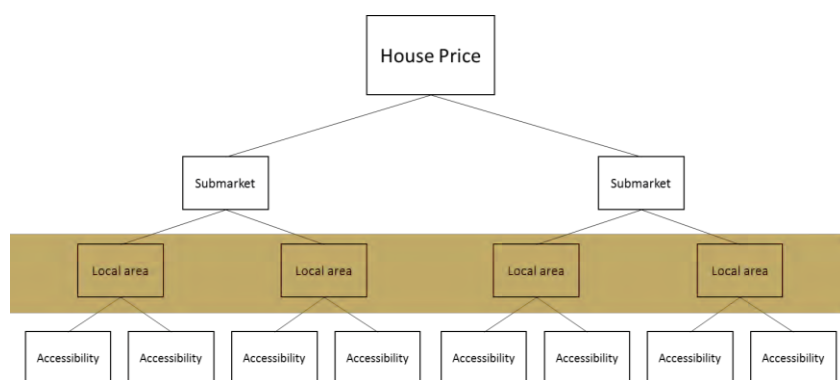 House Price
Submarket Submarket
Local area Local area Local area Local area
Accessibility Accessibility Accessibility Accessibility Accessibility Accessibility Accessibility Accessibility